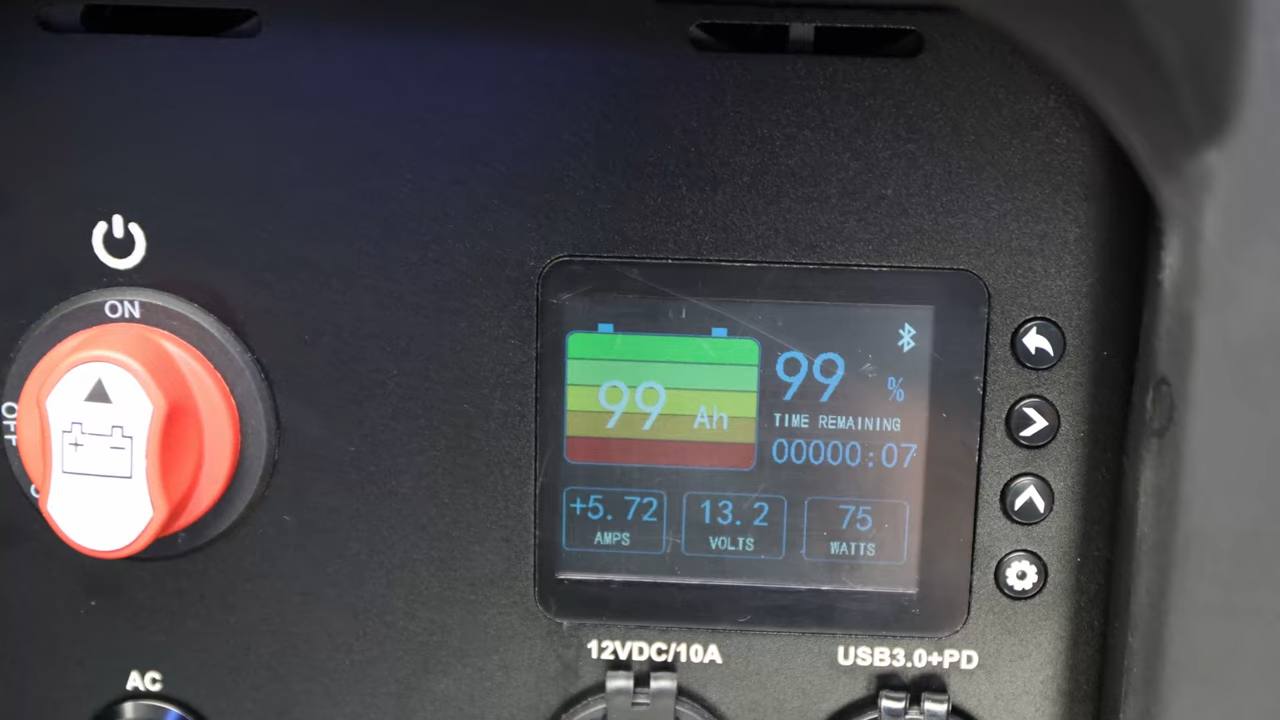 ON
OFF
99 Ah
99 %
TIME REMAINING
00000:07
+5.72
AMPS
13.2
VOLTS
75
WATTS
12VDC/10A
USB3.0+PD
AC